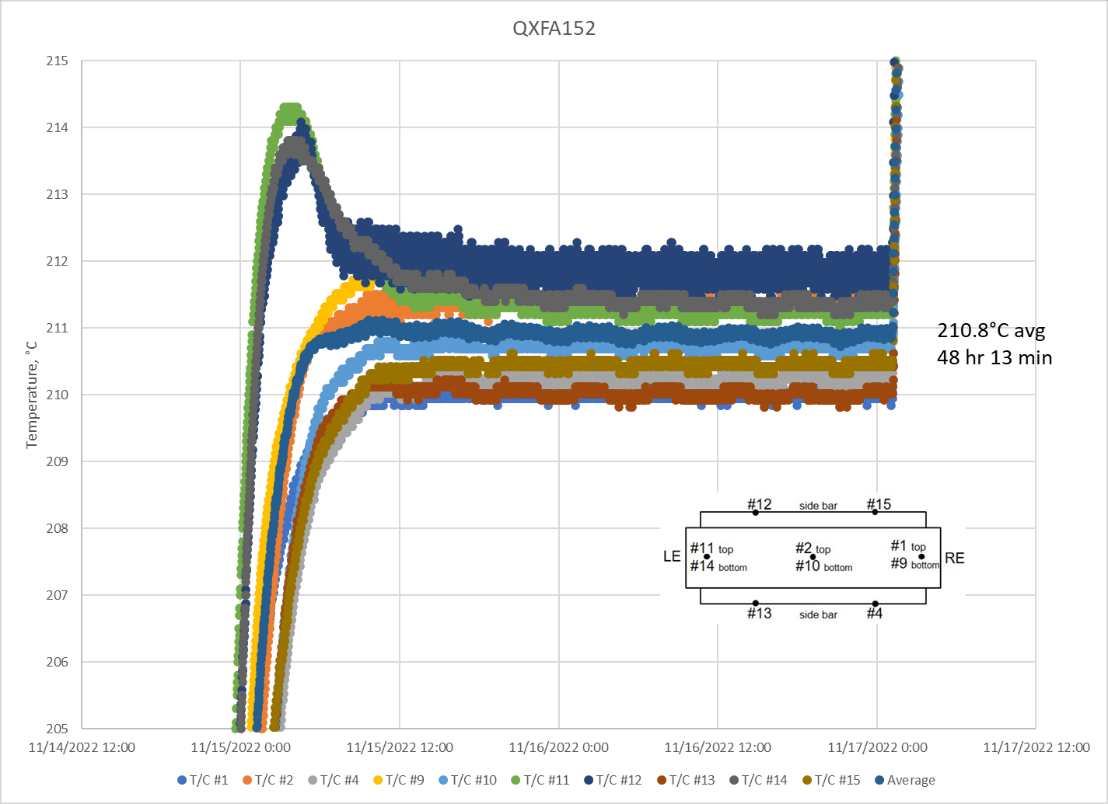 QXFA152
215
214
213
212
211
210
209
208
207
206
205
Temperature, ˚C
210.8°C avg
48 hr 13 min
#12 side bar #15
LE #11 top #2 top #1 top RE
#14 bottom #10 bottom #9 bottom
#13 side bar #4
11/14/2022 12:00 11/15/2022 0:00 11/15/2022 12:00 11/16/2022 0:00 11/16/2022 12:00 11/17/2022 0:00 11/17/2022 12:00
T/C #1 T/C #2 T/C #4 T/C #9 T/C #10 T/C #11 T/C #12 T/C #13 T/C #14 T/C #15 Average